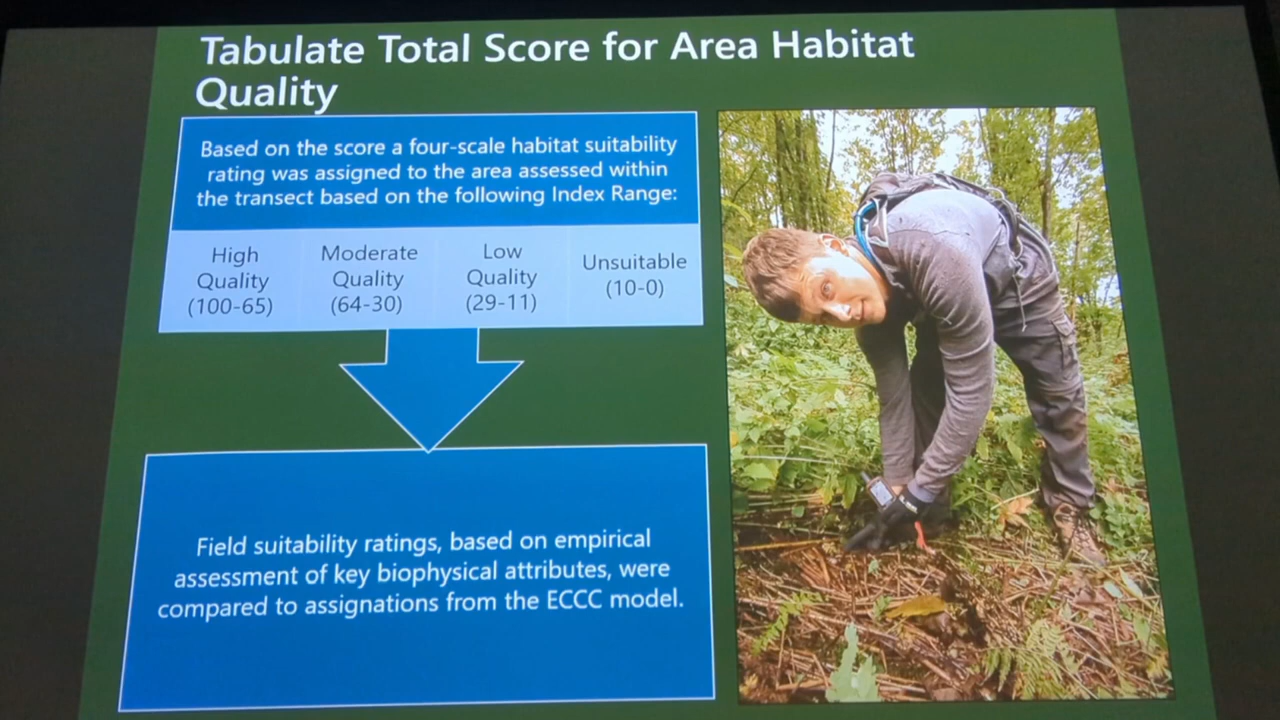 Tabulate Total Score for Area Habitat
Quality
Based on the score a four-scale habitat suitability
rating was assigned to the area assessed within
the transect based on the following Index Range:
High
Quality
(100-65)
Moderate
Quality
(64-30)
Low
Quality
(29-11)
Unsuitable
(10-0)
Field suitability ratings, based on empirical
assessment of key biophysical attributes, were
compared to assignations from the ECCC model.